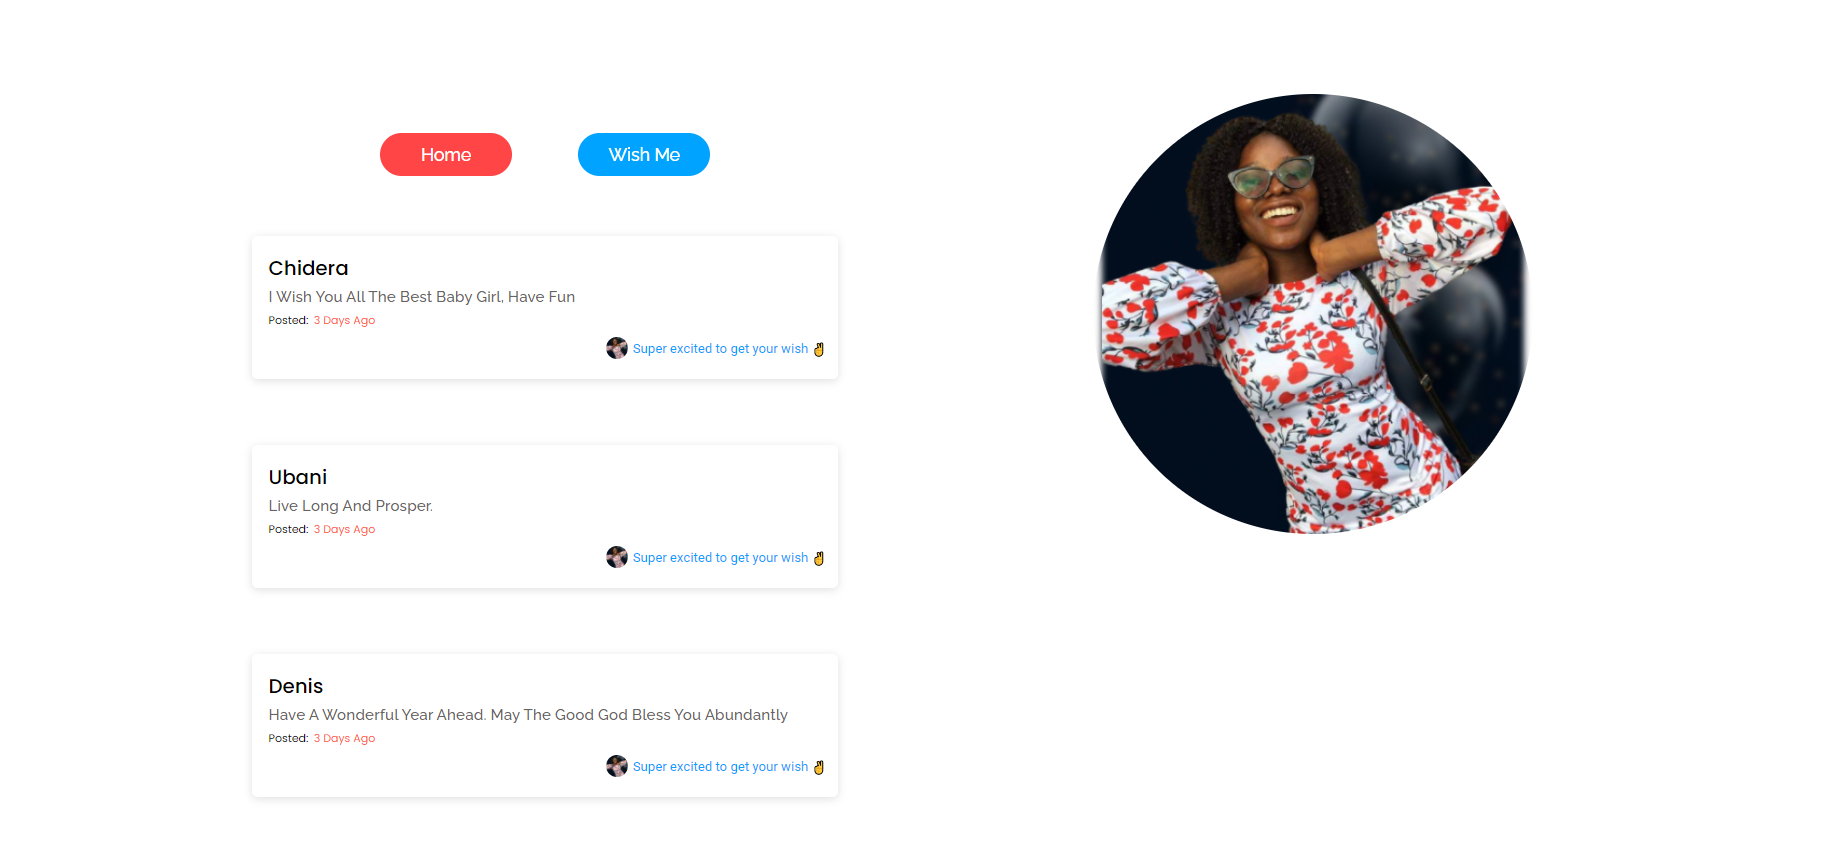 Home
Wish Me
Chidera
I Wish You All The Best Baby Girl, Have Fun
Posted: 3 Days Ago
Super excited to get your wish ✌
Ubani
Live Long And Prosper.
Posted: 3 Days Ago
Super excited to get your wish ✌
Denis
Have A Wonderful Year Ahead. May The Good God Bless You Abundantly
Posted: 3 Days Ago
Super excited to get your wish ✌